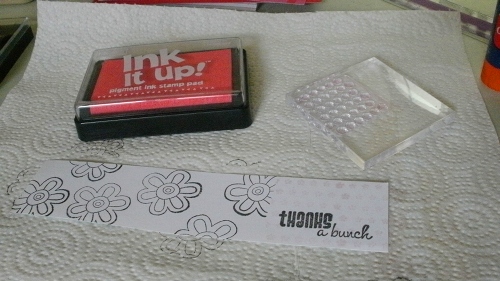 Ink
it up!
pigment ink stamp pad
thanks
a bunch